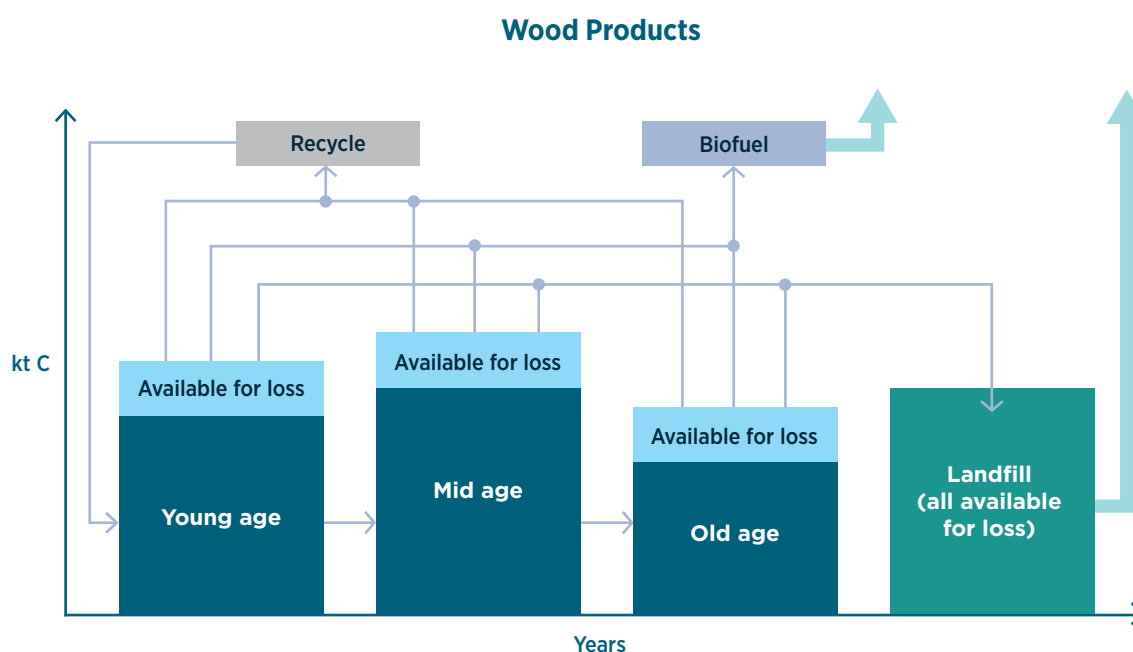 Wood Products
Recycle
Biofuel
kt C
Available for loss
Available for loss
Available for loss
Young age
Mid age
Old age
Landfill
(all available
for loss)
Years